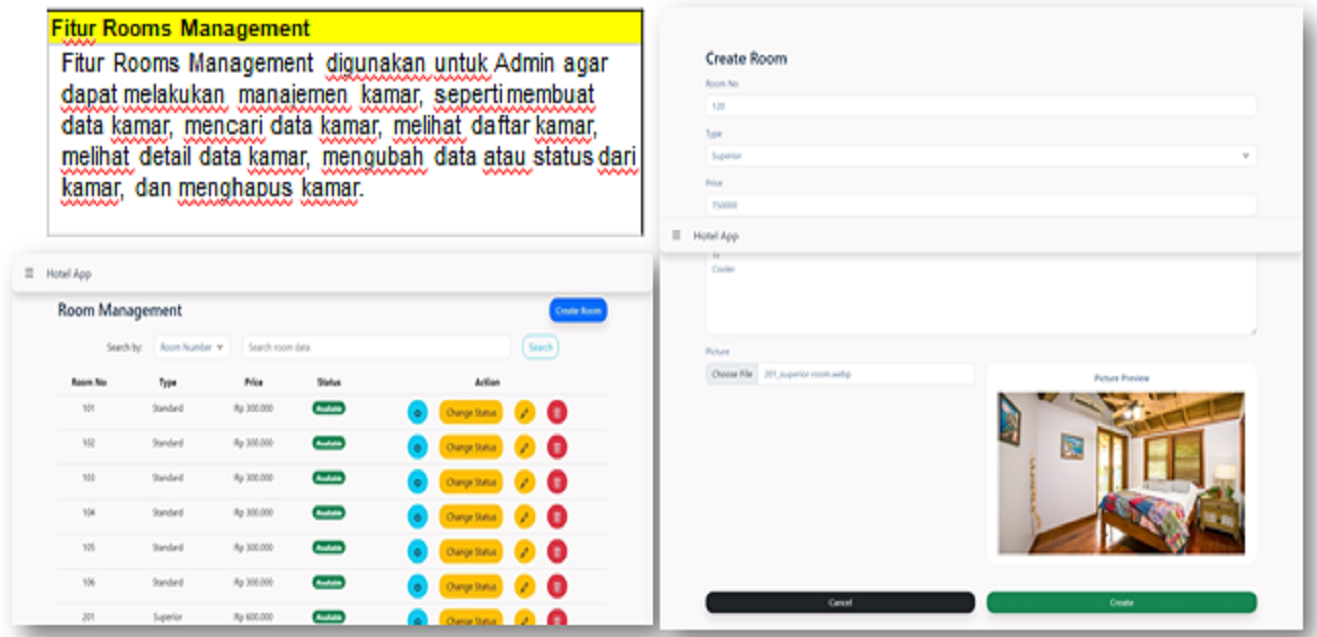 Fitur Rooms Management
Fitur Rooms Management digunakan untuk Admin agar
dapat melakukan manajemen kamar, seperti membuat
data kamar, mencari data kamar, melihat daftar kamar,
melihat detail data kamar, mengubah data atau status dari
kamar, dan menghapus kamar.
Hotel App
Room Management
Create Room
Search by:
Room Number
Search room data
Search
Room No Type Price Status Action
101 Standard Rp 300.000 Available Change Status
102 Standard Rp 300.000 Available Change Status
103 Standard Rp 300.000 Available Change Status
104 Standard Rp 300.000 Available Change Status
105 Standard Rp 300.000 Available Change Status
106 Standard Rp 300.000 Available Change Status
201 Superior Rp 600.000 Available Change Status
Create Room
Room No
120
Type
Superior
Price
750000
Hotel App
Cooler
Picture
Choose File 201_superior room.webp
Picture Preview
Cancel
Create